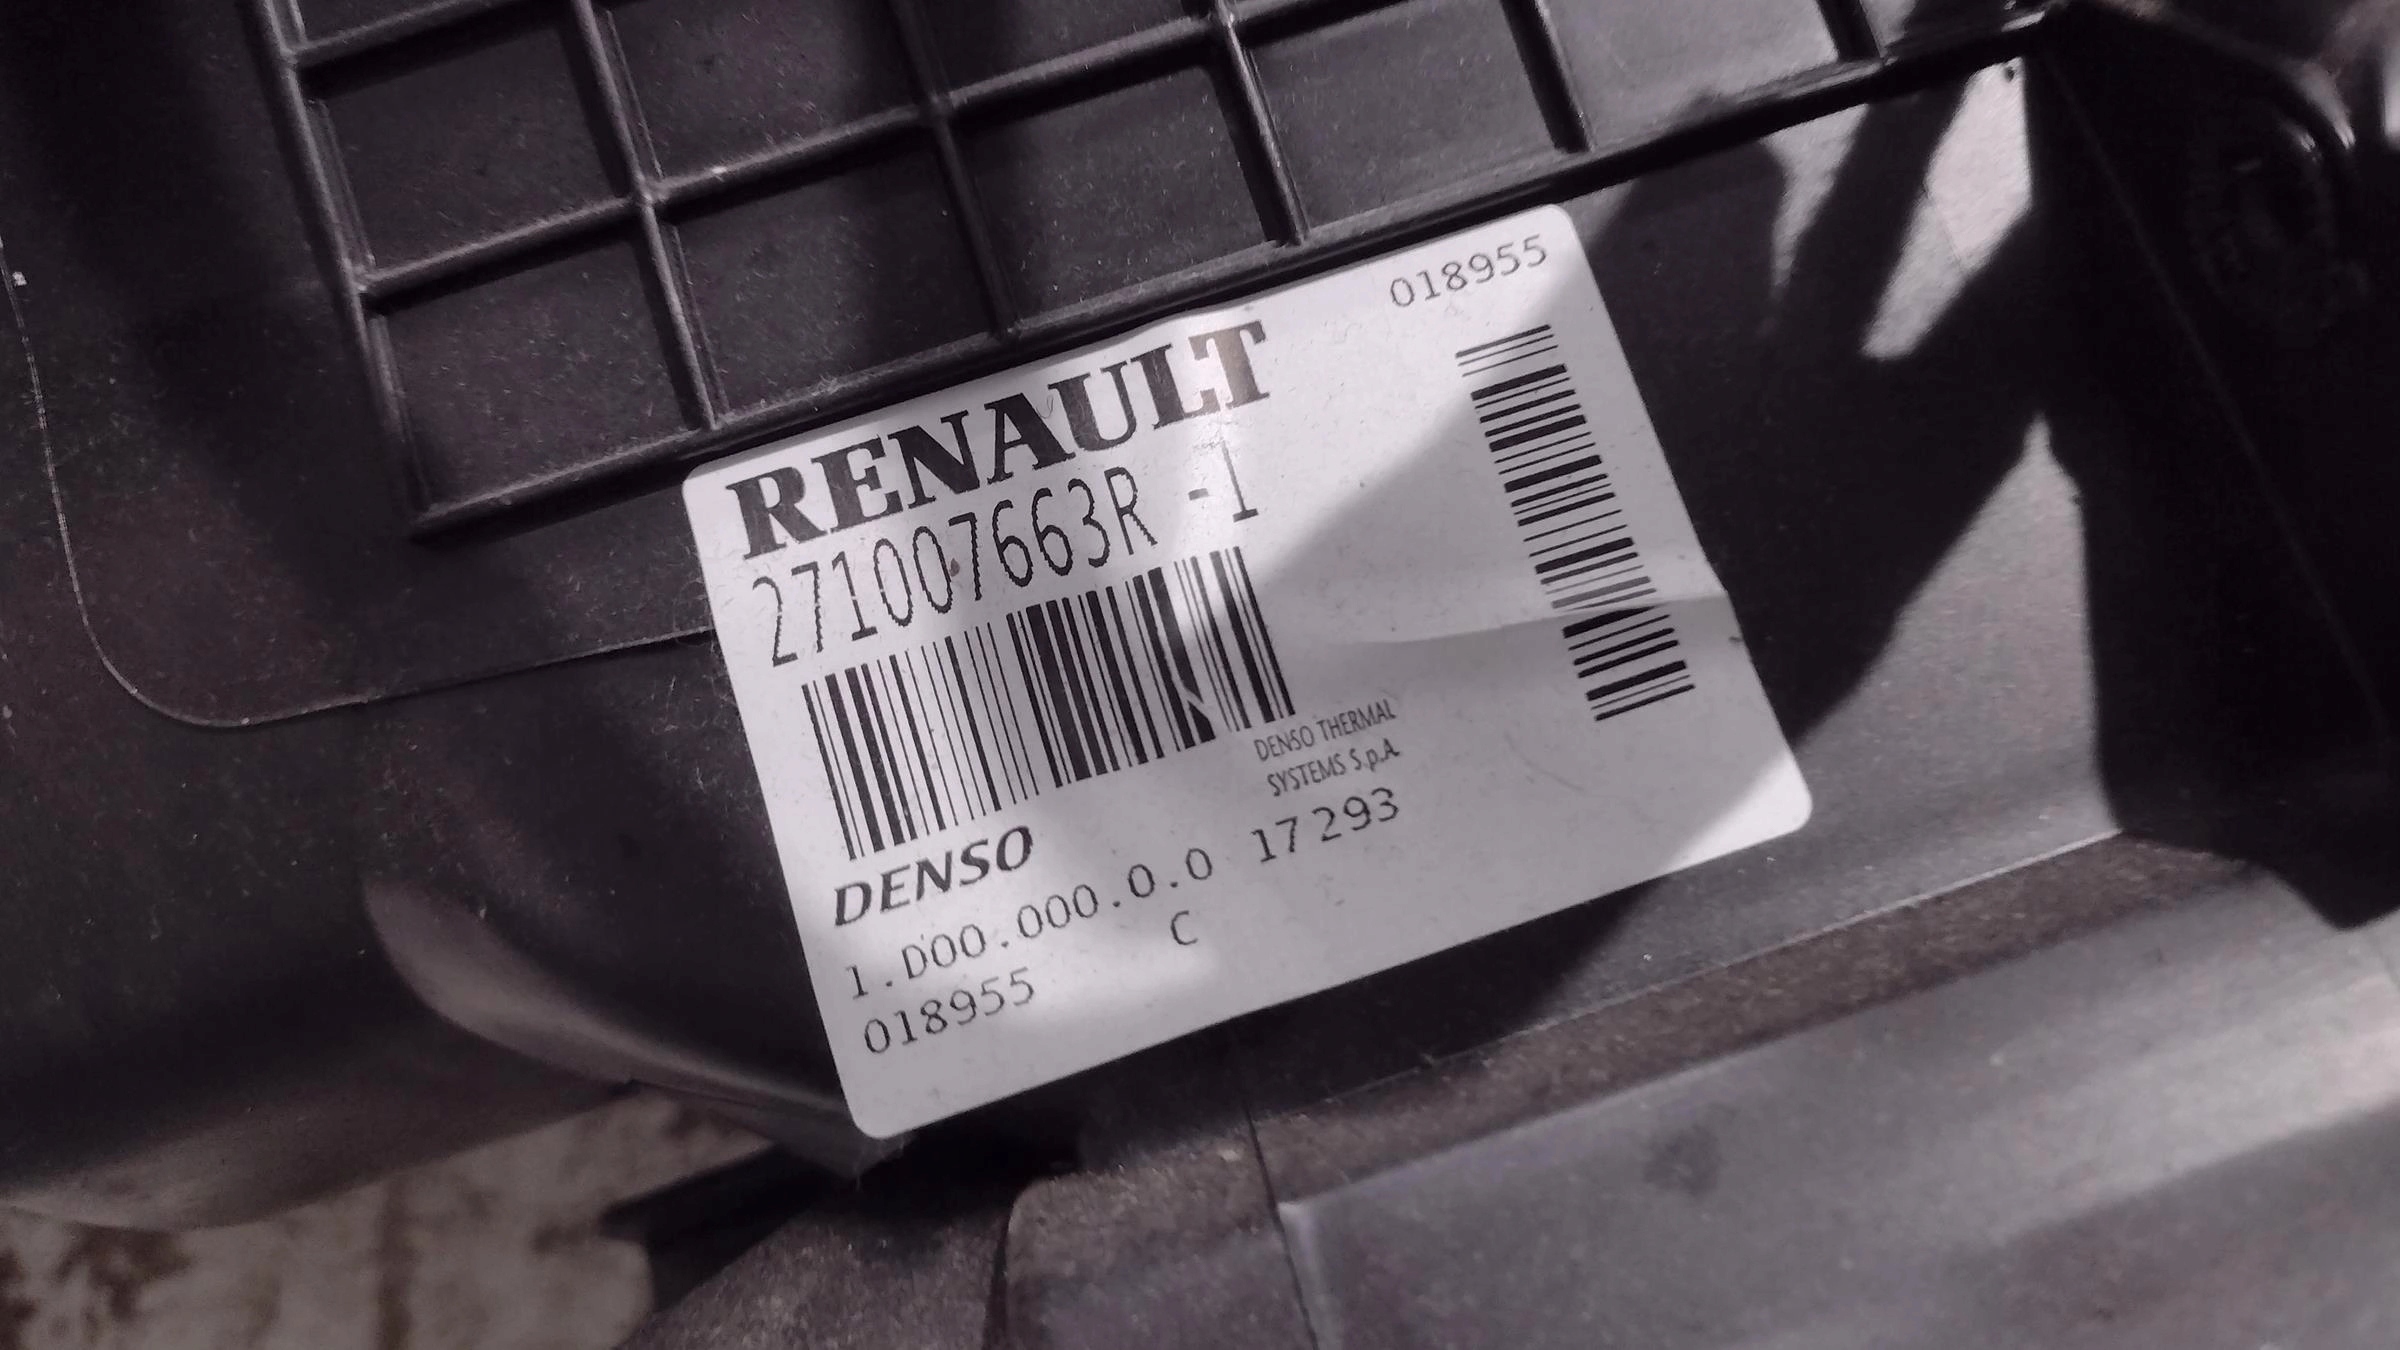 018955
RENAULT
271007663R -1
DENSO THERMAL
SYSTEMS S.p.A.
DENSO
1.D00.000.0.0 17293
C
018955